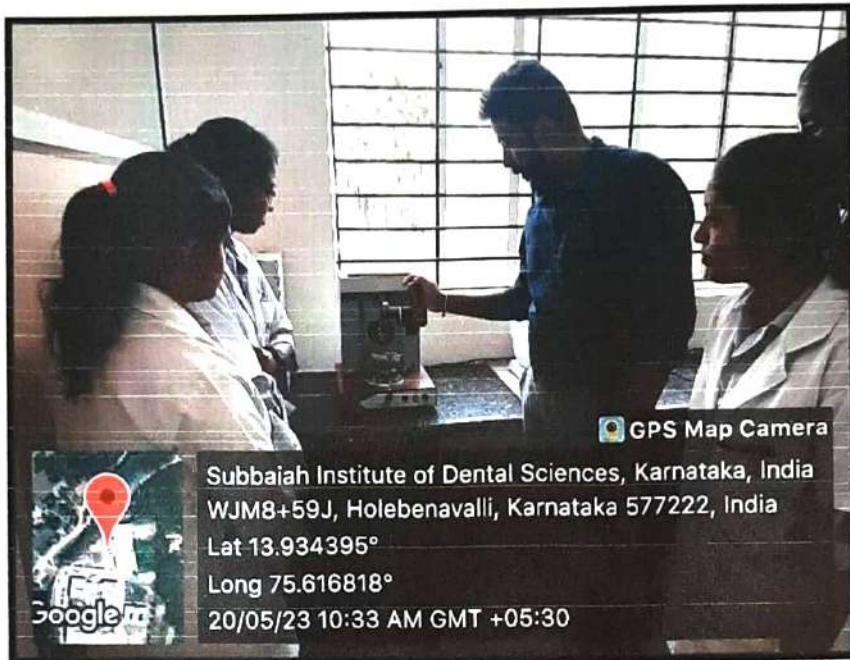 GPS Map Camera
Subbaiah Institute of Dental Sciences, Karnataka, India
WJM8+59J, Holebenavalli, Karnataka 577222, India
Lat 13.934395°
Long 75.616818°
20/05/23 10:33 AM GMT +05:30
Google